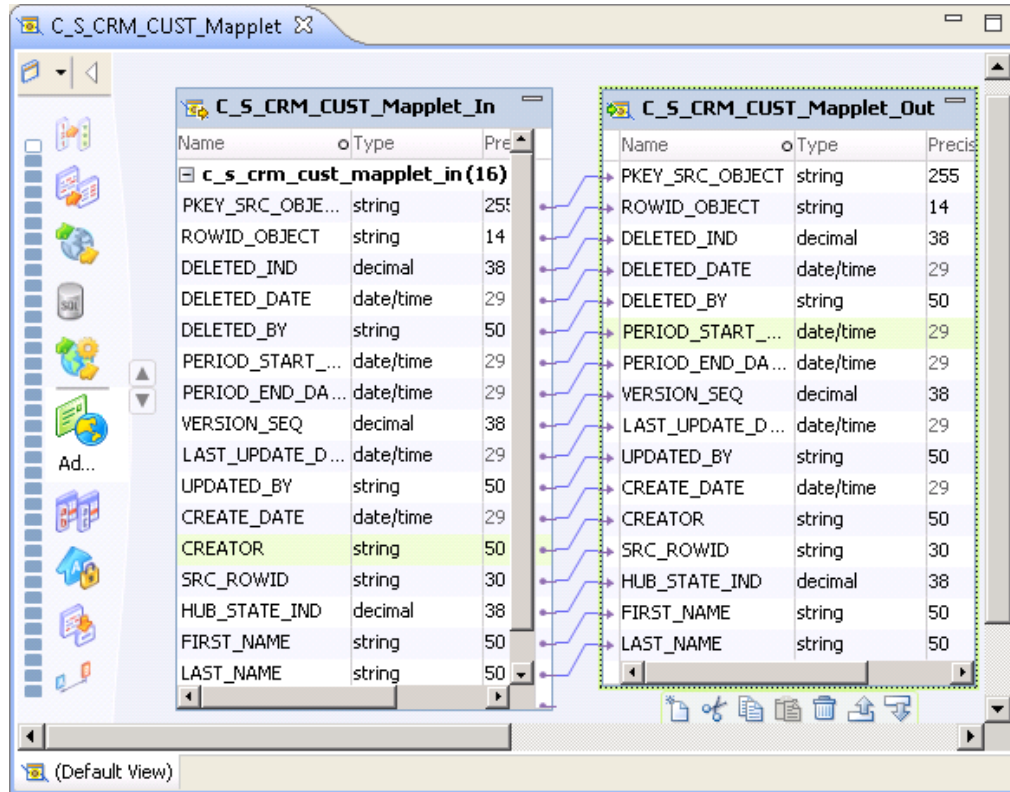 C_S_CRM_CUST_Mapplet
C_S_CRM_CUST_Mapplet_In
Name Type Pre
c_s_crm_cust_mapplet_in (16)
PKEY_SRC_OBJE... string 255
ROWID_OBJECT string 14
DELETED_IND decimal 38
DELETED_DATE date/time 29
DELETED_BY string 50
PERIOD_START_... date/time 29
PERIOD_END_DA... date/time 29
VERSION_SEQ decimal 38
LAST_UPDATE_D... date/time 29
UPDATED_BY string 50
CREATE_DATE date/time 29
CREATOR string 50
SRC_ROWID string 30
HUB_STATE_IND decimal 38
FIRST_NAME string 50
LAST_NAME string 50
C_S_CRM_CUST_Mapplet_Out
Name Type Precis
PKEY_SRC_OBJECT string 255
ROWID_OBJECT string 14
DELETED_IND decimal 38
DELETED_DATE date/time 29
DELETED_BY string 50
PERIOD_START_... date/time 29
PERIOD_END_DA... date/time 29
VERSION_SEQ decimal 38
LAST_UPDATE_D... date/time 29
UPDATED_BY string 50
CREATE_DATE date/time 29
CREATOR string 50
SRC_ROWID string 30
HUB_STATE_IND decimal 38
FIRST_NAME string 50
LAST_NAME string 50
SQL
Ad...
(Default View)